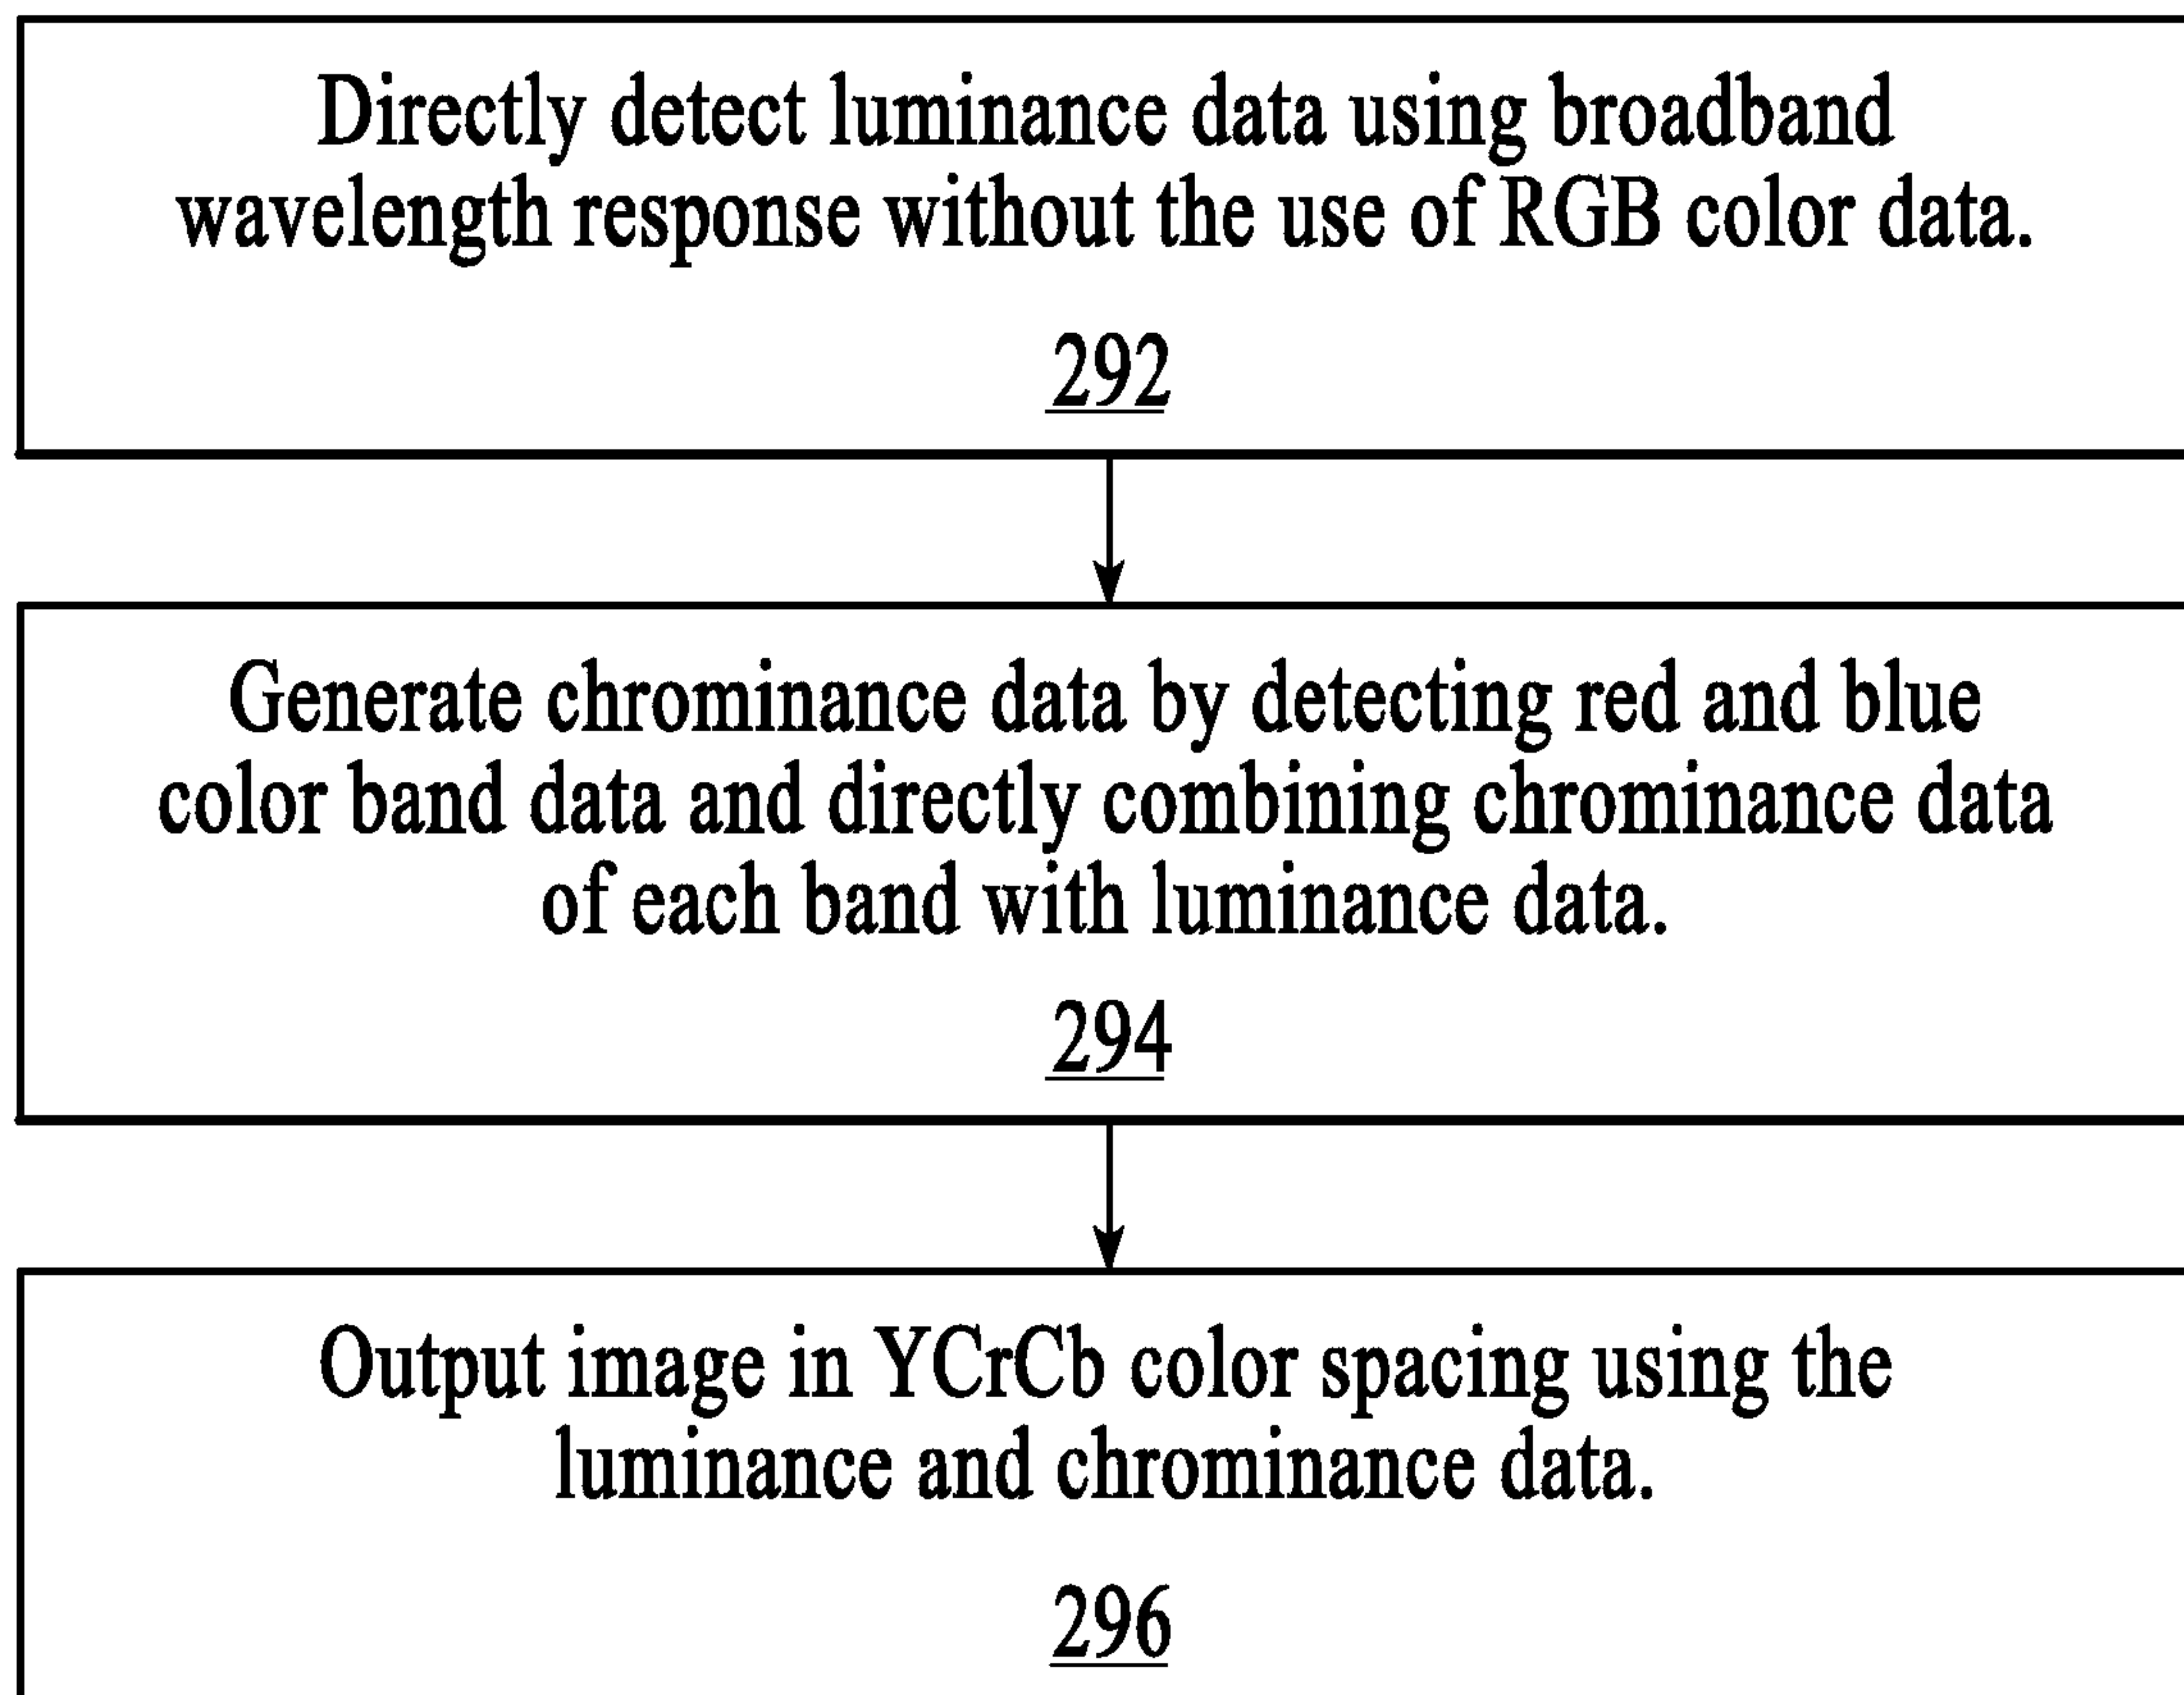 Directly detect luminance data using broadband
wavelength response without the use of RGB color data.
292
Generate chrominance data by detecting red and blue
color band data and directly combining chrominance data
of each band with luminance data.
294
Output image in YCrCb color spacing using the
luminance and chrominance data.
296